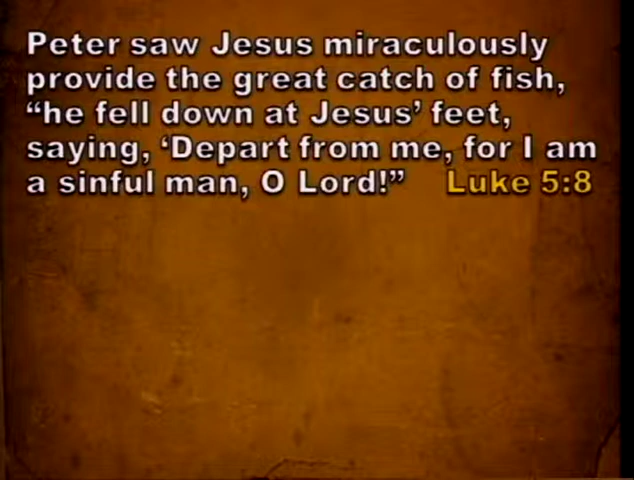 Peter saw Jesus miraculously
provide the great catch of fish,
“he fell down at Jesus’ feet,
saying, ‘Depart from me, for I am
a sinful man, O Lord!” Luke 5:8